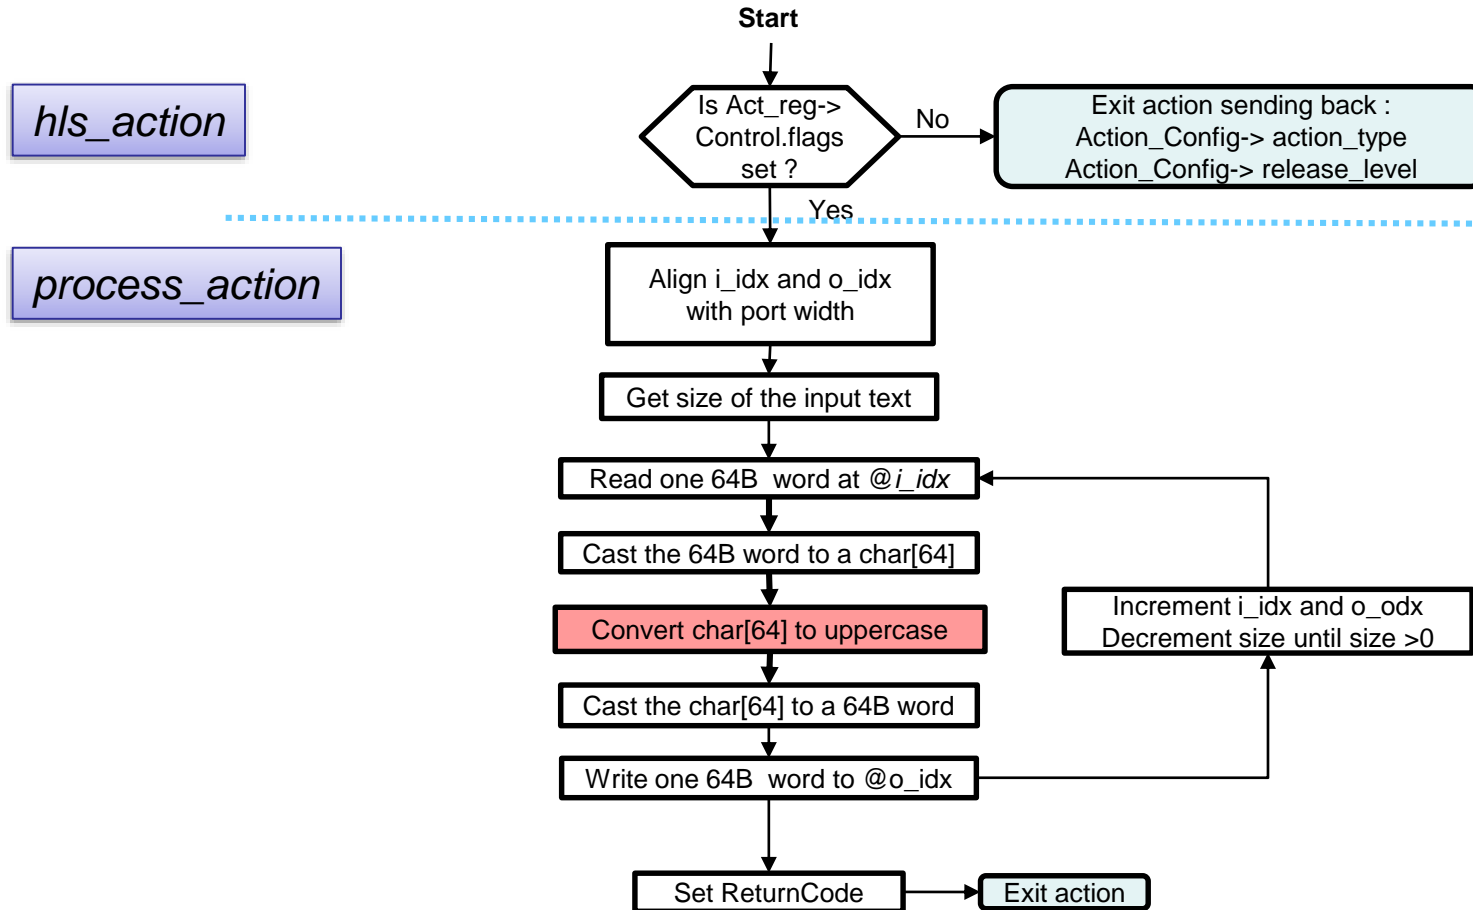 Start
hls_action
Is Act_reg->
Control.flags
set ?
No
Exit action sending back :
Action_Config-> action_type
Action_Config-> release_level
Yes
process_action
Align i_idx and o_idx
with port width
Get size of the input text
Read one 64B  word at @i_idx
Cast the 64B word to a char[64]
Convert char[64] to uppercase
Increment i_idx and o_odx
Decrement size until size >0
Cast the char[64] to a 64B word
Write one 64B  word to @o_idx
Set ReturnCode
Exit action